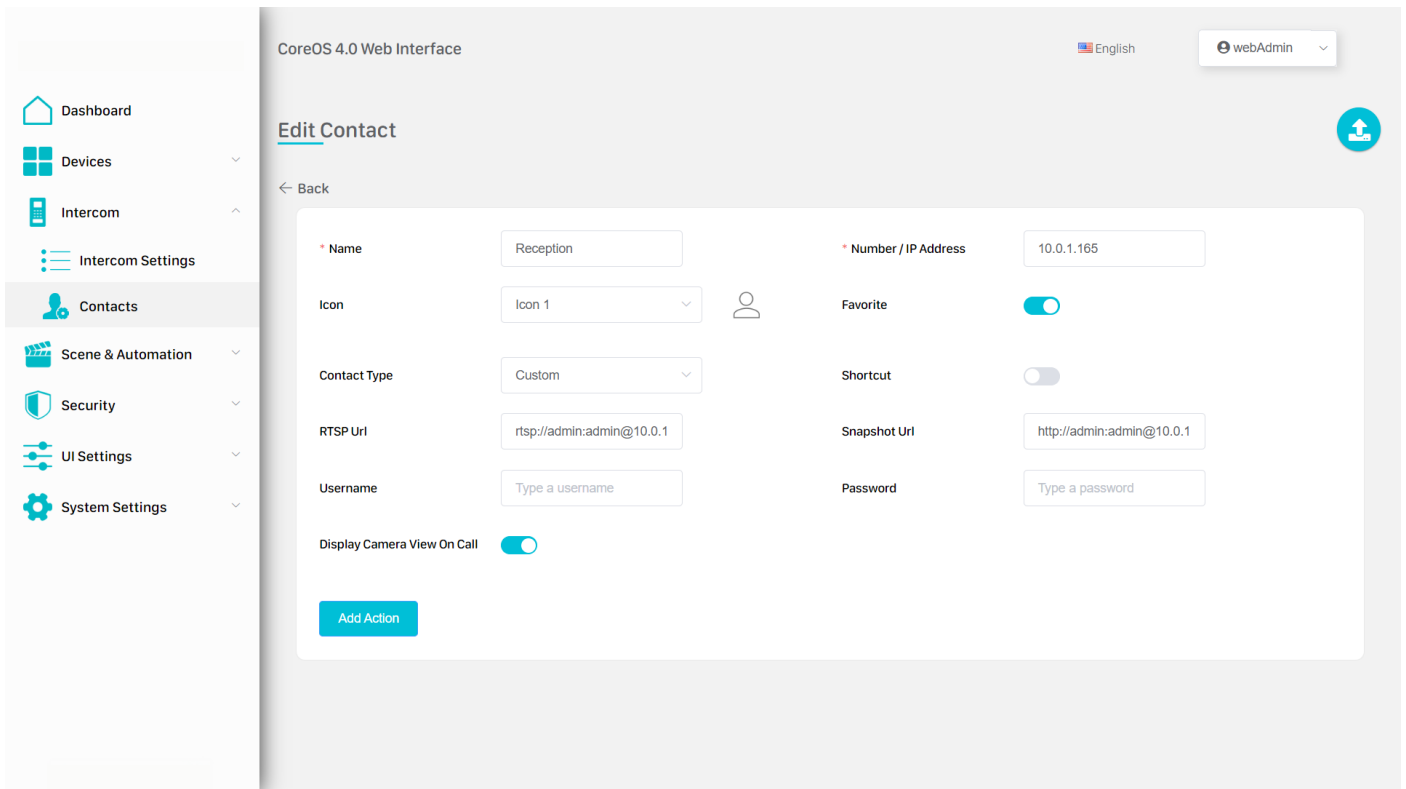 CoreOS 4.0 Web Interface
English
webAdmin
Dashboard
Devices
Intercom
Intercom Settings
Contacts
Scene & Automation
Security
UI Settings
System Settings
Edit Contact
Back
* Name
Reception
* Number / IP Address
10.0.1.165
Icon
Icon 1
Favorite
Contact Type
Custom
Shortcut
RTSP Url
rtsp://admin:admin@10.0.1
Snapshot Url
http://admin:admin@10.0.1
Username
Type a username
Password
Type a password
Display Camera View On Call
Add Action